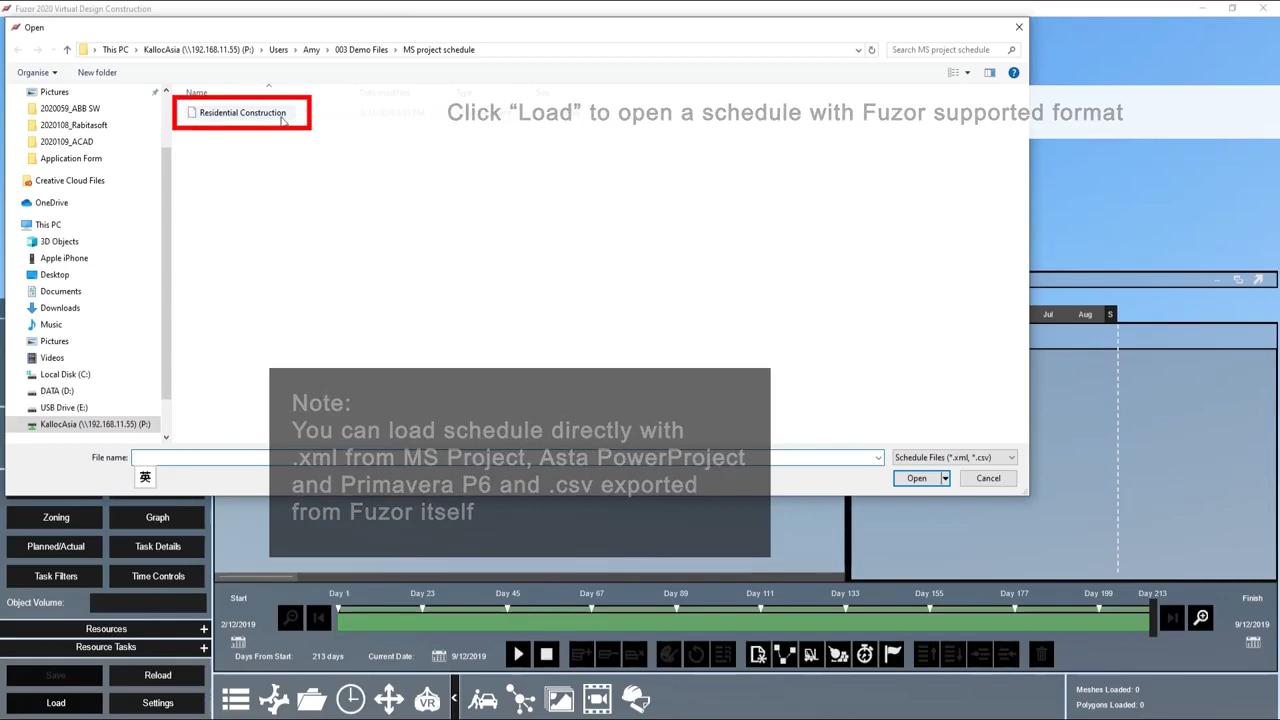 Fuzor 2020 Virtual Design Construction
Open
This PC > KallocAsia (\\192.168.11.55) (P:) > Users > Amy > 003 Demo Files > MS project schedule
Search MS project schedule
Organise
New folder
Name
Date modified
Pictures
2020059_ABB SW
2020108_Rabitasoft
2020109_ACAD
Application Form
Creative Cloud Files
OneDrive
This PC
3D Objects
Apple iPhone
Desktop
Documents
Downloads
Music
Pictures
Videos
Local Disk (C:)
DATA (D:)
USB Drive (E:)
KallocAsia (\\192.168.11.55) (P:)
Residential Construction
Click “Load” to open a schedule with Fuzor supported format
Note:
You can load schedule directly with
.xml from MS Project, Asta PowerProject
and Primavera P6 and .csv exported
from Fuzor itself
File name:
Schedule Files (*.xml, *.csv)
英
Open
Cancel
Jul Aug S
Zoning
Graph
Planned/Actual
Task Details
Task Filters
Time Controls
Object Volume:
Resources +
Resource Tasks +
Save
Reload
Load
Settings
Start
Day 1 Day 23 Day 45 Day 67 Day 89 Day 111 Day 133 Day 155 Day 177 Day 199 Day 213
Finish
2/12/2019
9/12/2019
Days From Start: 213 days
Current Date: 9/12/2019
VR
Meshes Loaded: 0
Polygons Loaded: 0